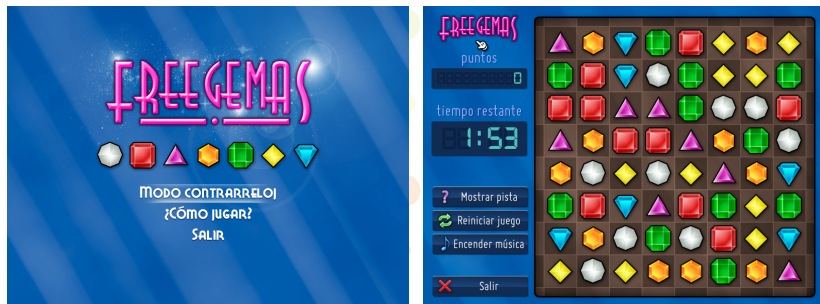 FREEGEMAS
MODO CONTRARRELOJ
¿CÓMO JUGAR?
SALIR
FREEGEMAS
puntos
0
tiempo restante
1:53
? Mostrar pista
Reiniciar juego
Encender música
Salir